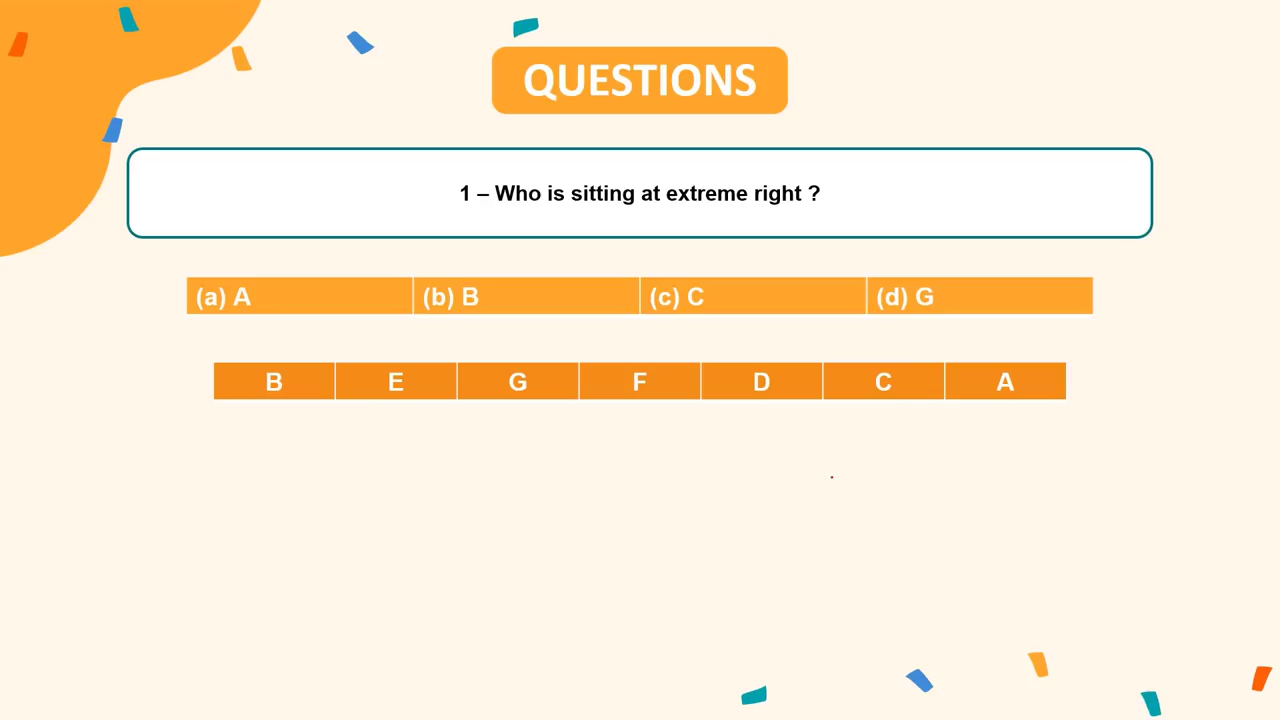 QUESTIONS
1 – Who is sitting at extreme right ?
(a) A (b) B (c) C (d) G
B E G F D C A